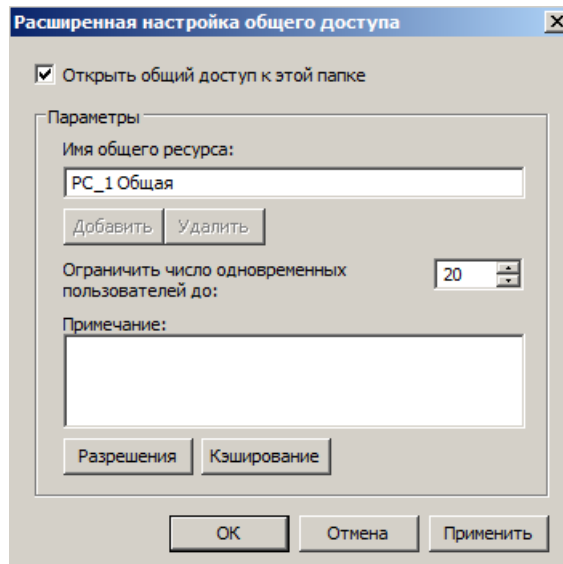 Расширенная настройка общего доступа
Открыть общий доступ к этой папке
Параметры
Имя общего ресурса:
PC_1 Общая
Добавить Удалить
Ограничить число одновременных 20
пользователей до:
Примечание:
Разрешения Кэширование
ОК Отмена Применить